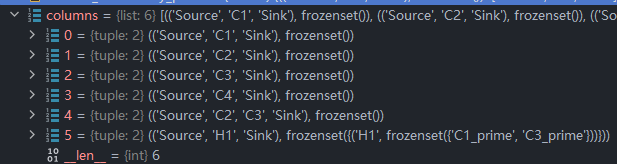 columns = {list: 6} [(('Source', 'C1', 'Sink'), frozenset()), (('Source', 'C2', 'Sink'), frozenset()), (('So
0 = {tuple: 2} (('Source', 'C1', 'Sink'), frozenset())
1 = {tuple: 2} (('Source', 'C2', 'Sink'), frozenset())
2 = {tuple: 2} (('Source', 'C3', 'Sink'), frozenset())
3 = {tuple: 2} (('Source', 'C4', 'Sink'), frozenset())
4 = {tuple: 2} (('Source', 'C2', 'C3', 'Sink'), frozenset())
5 = {tuple: 2} (('Source', 'H1', 'Sink'), frozenset({('H1', frozenset({'C1_prime', 'C3_prime'}))}))
__len__ = {int} 6